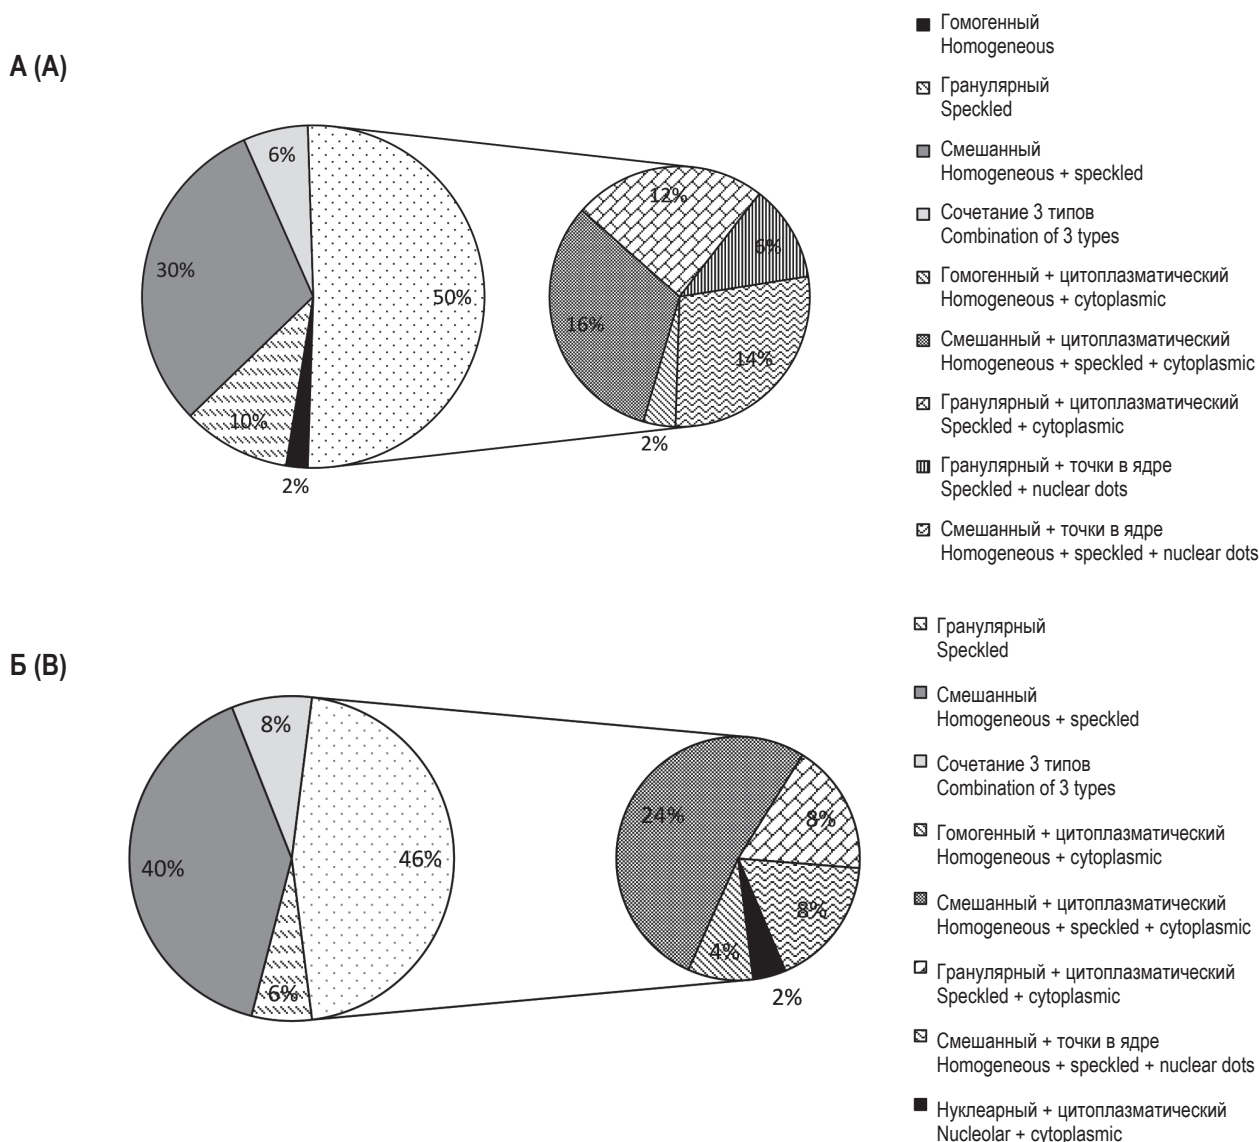 А (A)
6%
30%
50%
10%
2%
12%
6%
16%
14%
2%
Гомогенный
Homogeneous
Гранулярный
Speckled
Смешанный
Homogeneous + speckled
Сочетание 3 типов
Combination of 3 types
Гомогенный + цитоплазматический
Homogeneous + cytoplasmic
Смешанный + цитоплазматический
Homogeneous + speckled + cytoplasmic
Гранулярный + цитоплазматический
Speckled + cytoplasmic
Гранулярный + точки в ядре
Speckled + nuclear dots
Смешанный + точки в ядре
Homogeneous + speckled + nuclear dots
Б (B)
8%
40%
46%
6%
24%
8%
8%
4%
2%
Гранулярный
Speckled
Смешанный
Homogeneous + speckled
Сочетание 3 типов
Combination of 3 types
Гомогенный + цитоплазматический
Homogeneous + cytoplasmic
Смешанный + цитоплазматический
Homogeneous + speckled + cytoplasmic
Гранулярный + цитоплазматический
Speckled + cytoplasmic
Смешанный + точки в ядре
Homogeneous + speckled + nuclear dots
Нуклеарный + цитоплазматический
Nucleolar + cytoplasmic